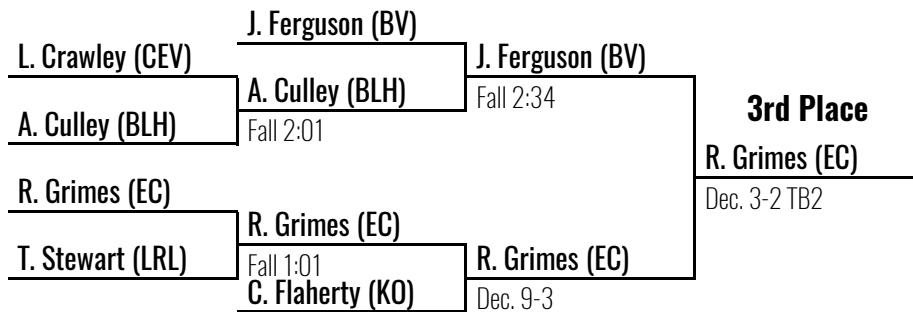 J. Ferguson (BV)
L. Crawley (CEV)
J. Ferguson (BV)
A. Culley (BLH)
Fall 2:34
3rd Place
A. Culley (BLH)
Fall 2:01
R. Grimes (EC)
R. Grimes (EC)
Dec. 3-2 TB2
R. Grimes (EC)
T. Stewart (LRL)
Fall 1:01
R. Grimes (EC)
C. Flaherty (KO)
Dec. 9-3